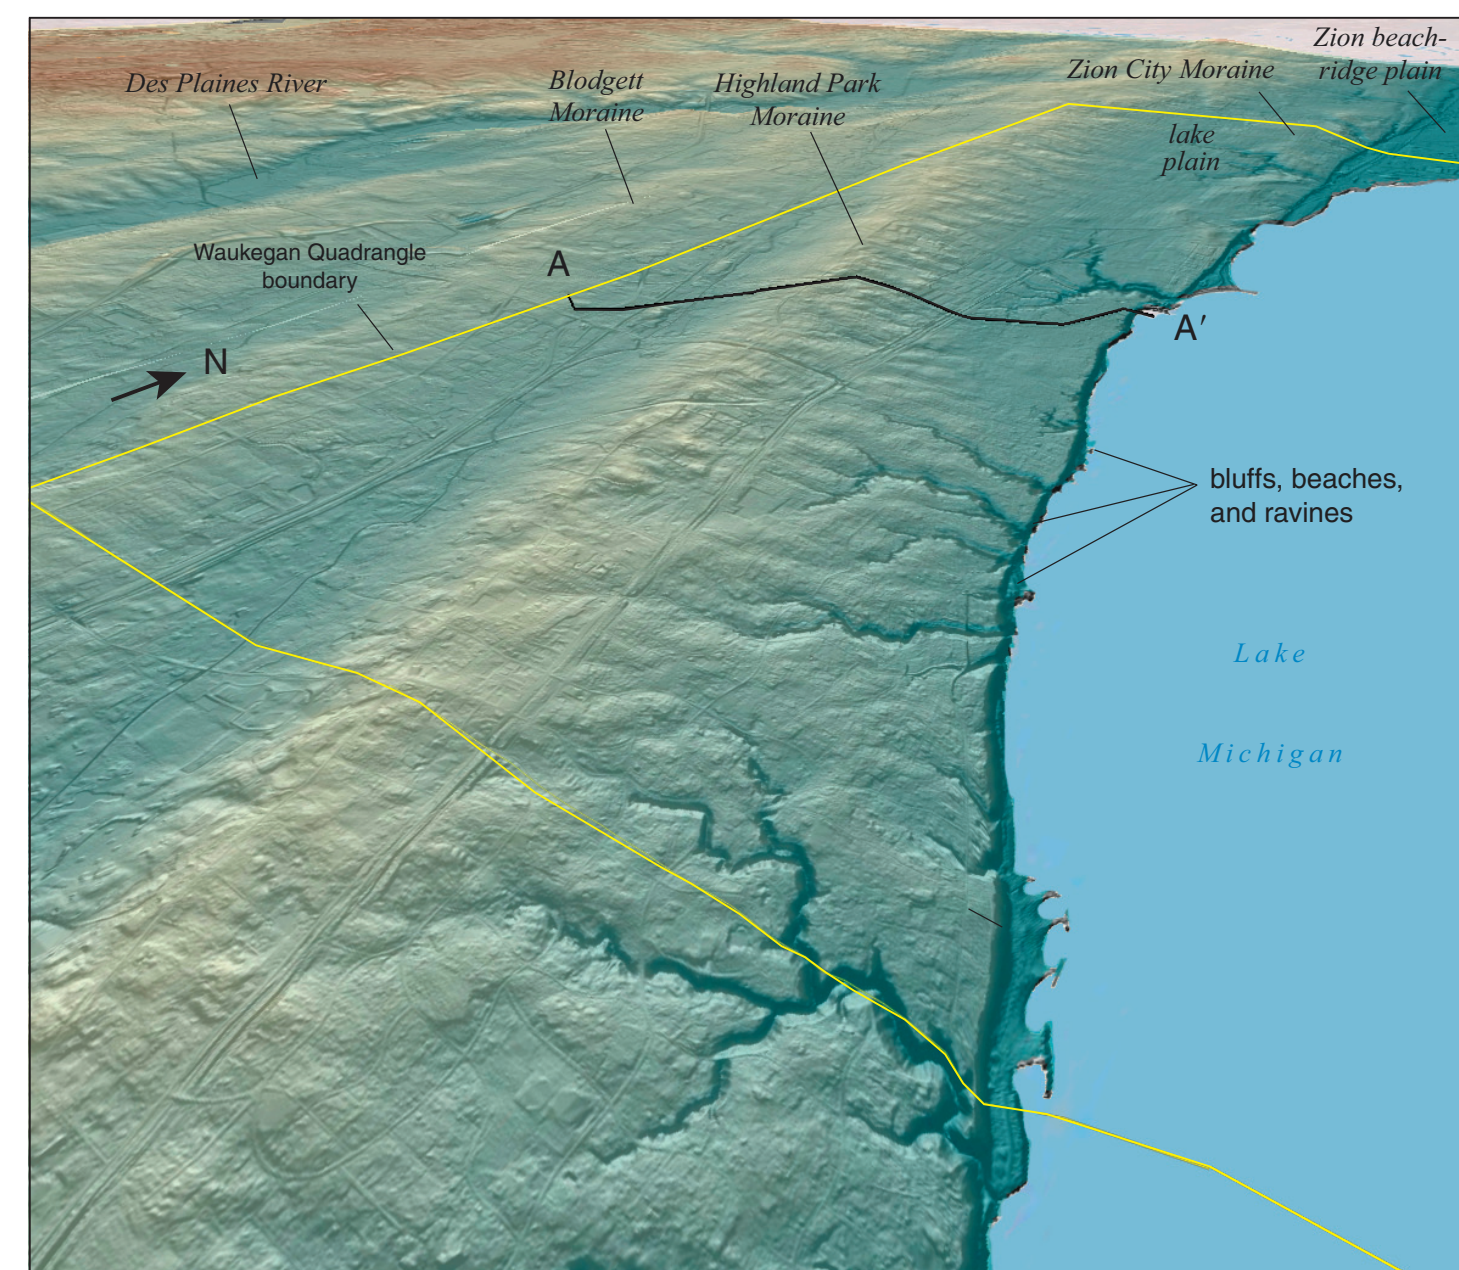 Des Plaines River
Blodgett
Moraine
Highland Park
Moraine
Zion City Moraine
Zion beach-
ridge plain
lake
plain
Waukegan Quadrangle
boundary
A
A′
N
bluffs, beaches,
and ravines
Lake
Michigan